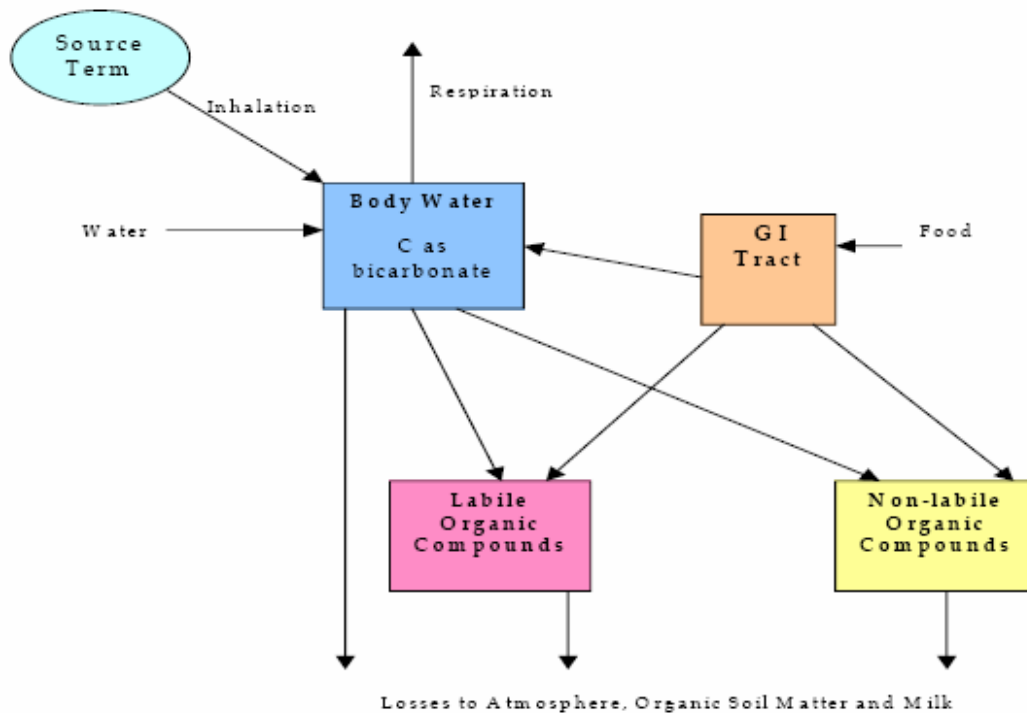 Source
Term
Inhalation
Respiration
Body Water
C as
bicarbonate
Water
GI
Tract
Food
Labile
Organic
Compounds
Non-labile
Organic
Compounds
Losses to Atmosphere, Organic Soil Matter and Milk